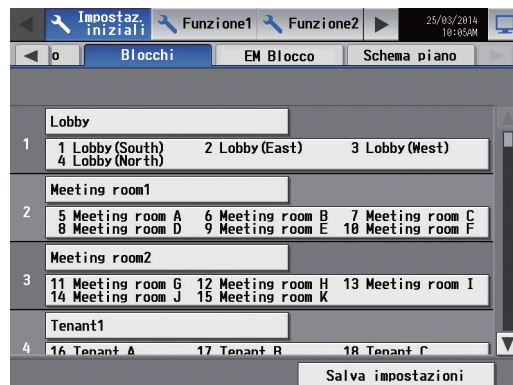 Impostaz. iniziali Funzione1 Funzione2 25/03/2014 10:05AM
o Blocchi EM Blocco Schema piano
Lobby
1
1 Lobby(South) 2 Lobby(East) 3 Lobby(West)
4 Lobby(North)
Meeting room1
2
5 Meeting room A 6 Meeting room B 7 Meeting room C
8 Meeting room D 9 Meeting room E 10 Meeting room F
Meeting room2
3
11 Meeting room G 12 Meeting room H 13 Meeting room I
14 Meeting room J 15 Meeting room K
Tenant1
4
16 Tenant A 17 Tenant B 18 Tenant C
Salva impostazioni